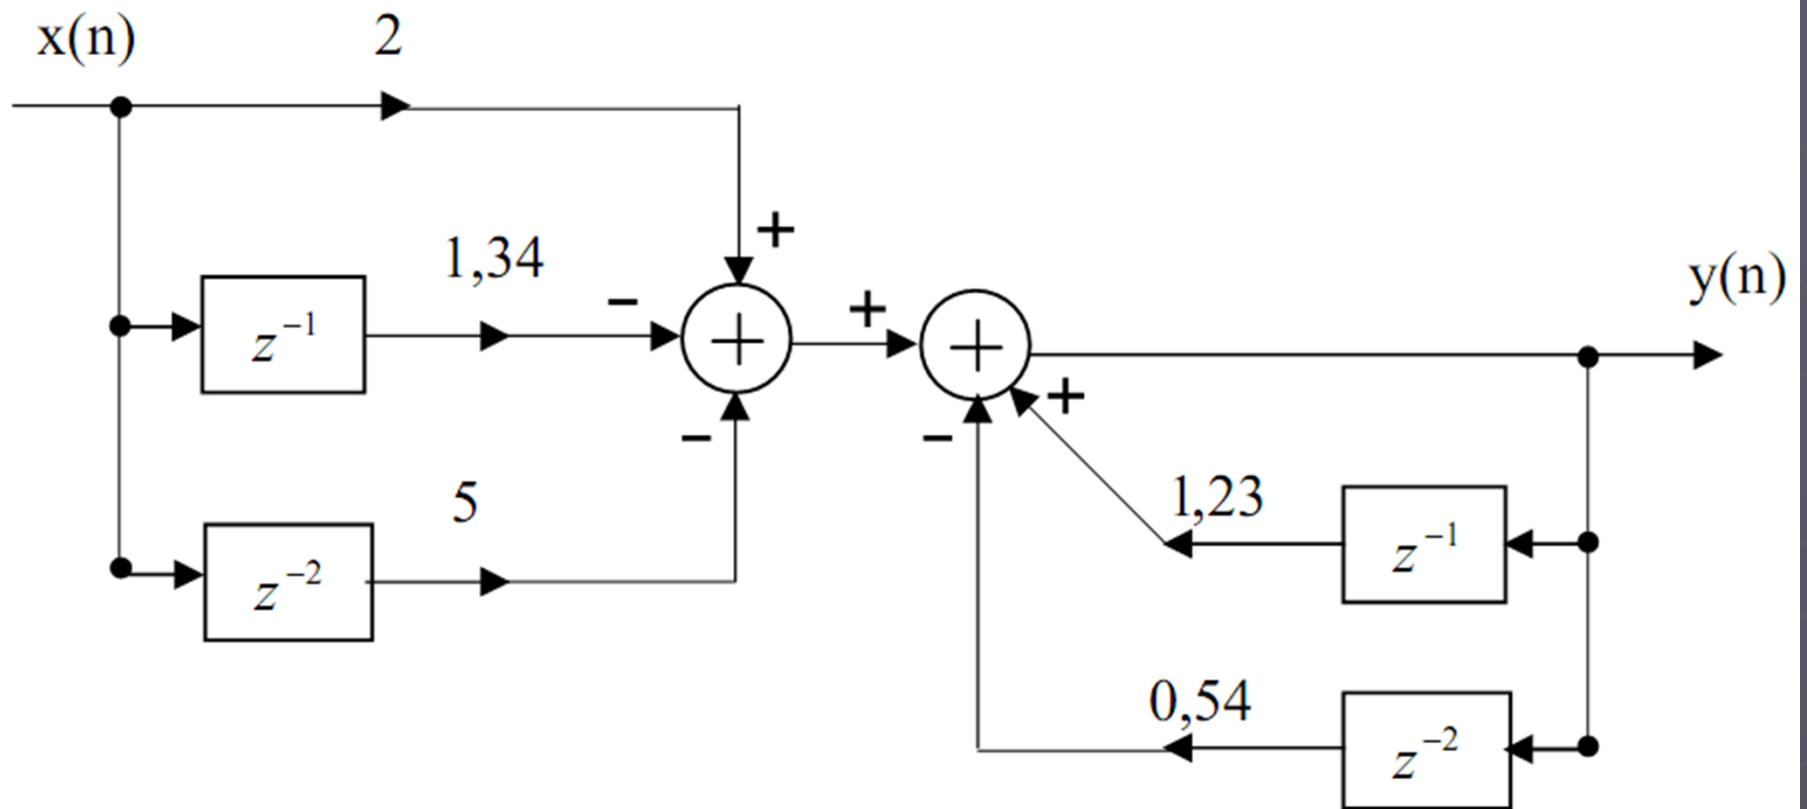 x(n)
2
+
1,34
−
z⁻¹
+
+
+
y(n)
−
−
+
5
1,23
z⁻²
z⁻¹
0,54
z⁻²